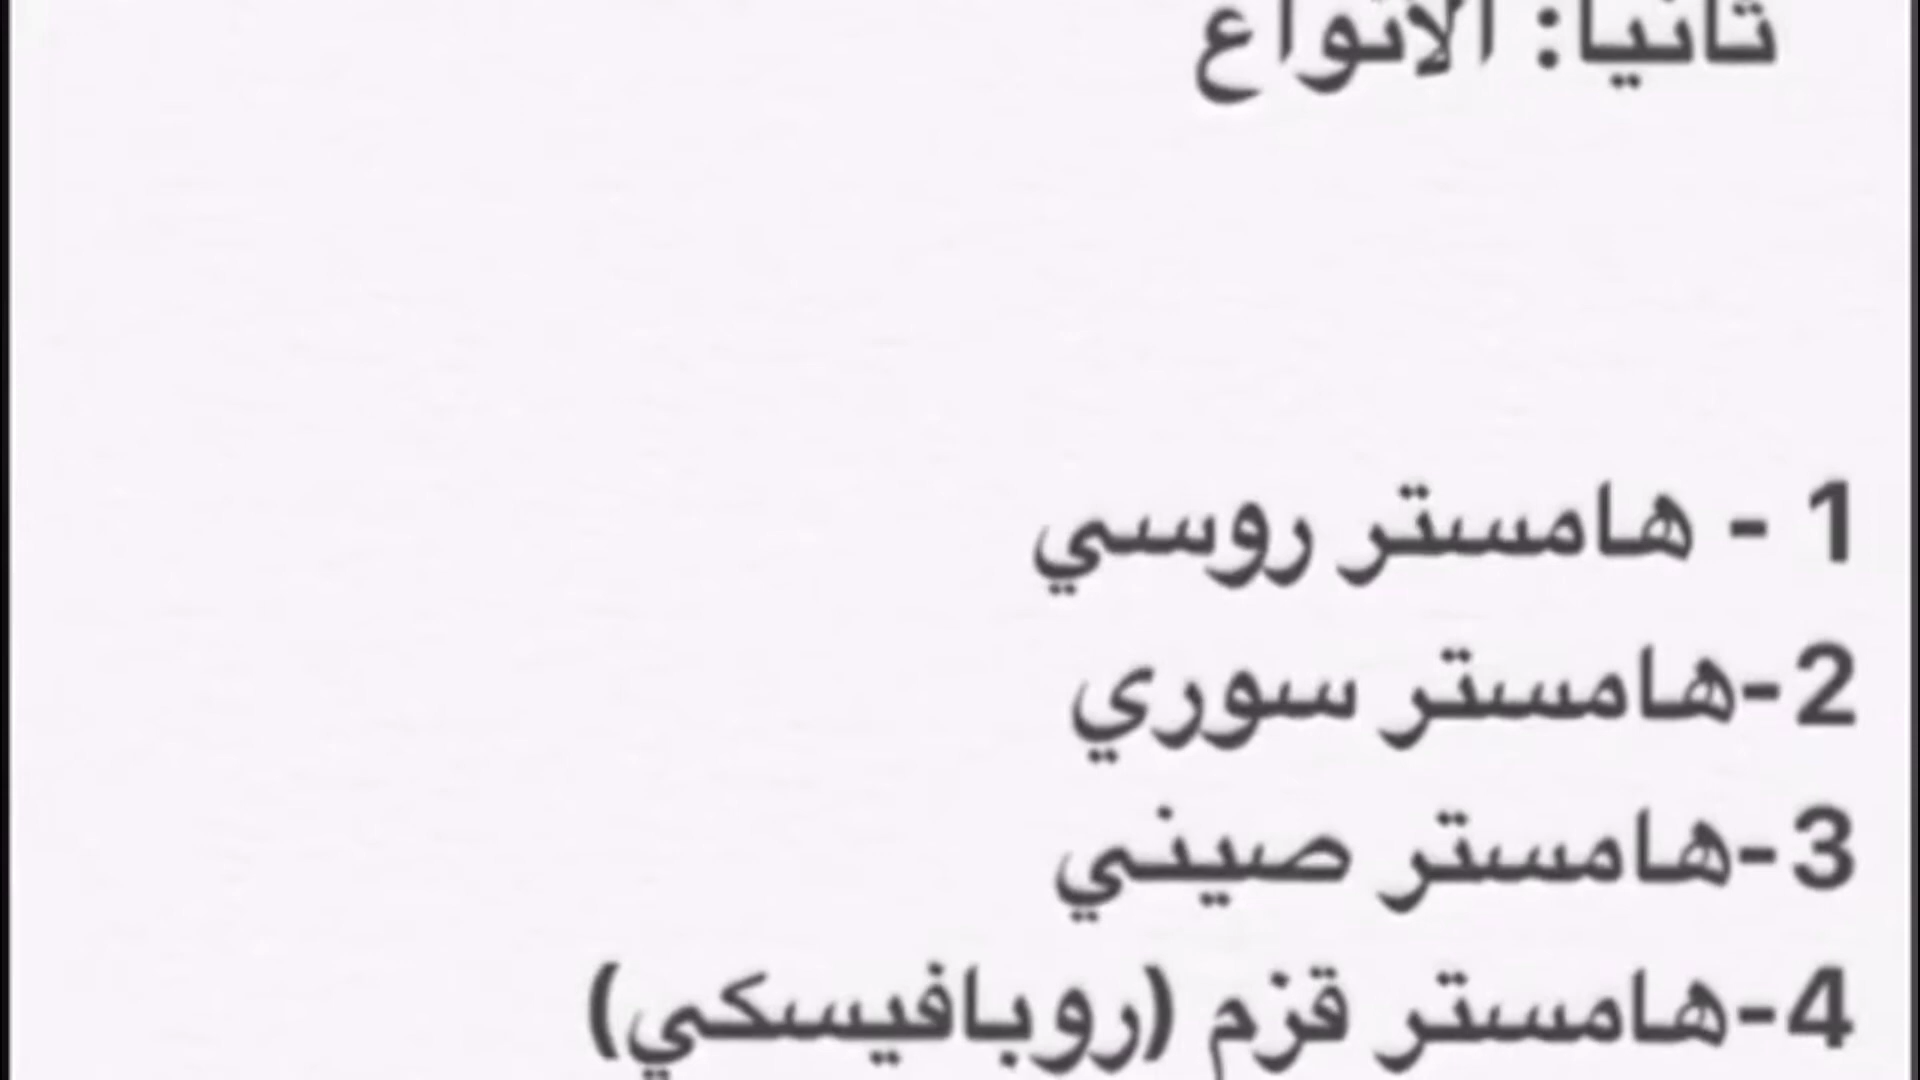 ثانيا: الانواع
1 - هامستر روسي
2-هامستر سوري
3-هامستر صيني
4-هامستر قزم (روبافيسكي)